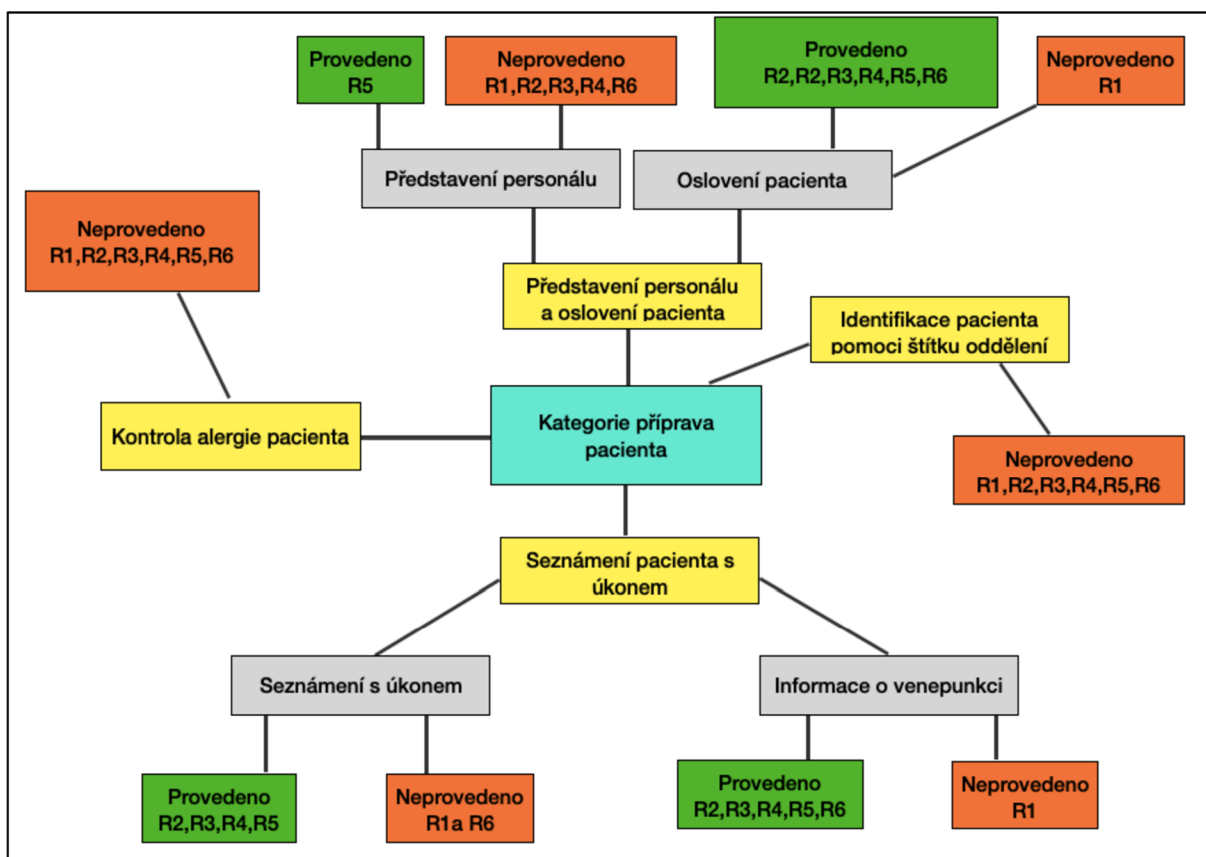 Provedeno
R5
Neprovedeno
R1,R2,R3,R4,R6
Provedeno
R2,R2,R3,R4,R5,R6
Neprovedeno
R1
Představení personálu
Oslovení pacienta
Neprovedeno
R1,R2,R3,R4,R5,R6
Představení personálu
a oslovení pacienta
Identifikace pacienta
pomoci štítku oddělení
Kontrola alergie pacienta
Kategorie příprava
pacienta
Neprovedeno
R1,R2,R3,R4,R5,R6
Seznámení pacienta s
úkonem
Seznámení s úkonem
Informace o venepunkci
Provedeno
R2,R3,R4,R5
Neprovedeno
R1a R6
Provedeno
R2,R3,R4,R5,R6
Neprovedeno
R1